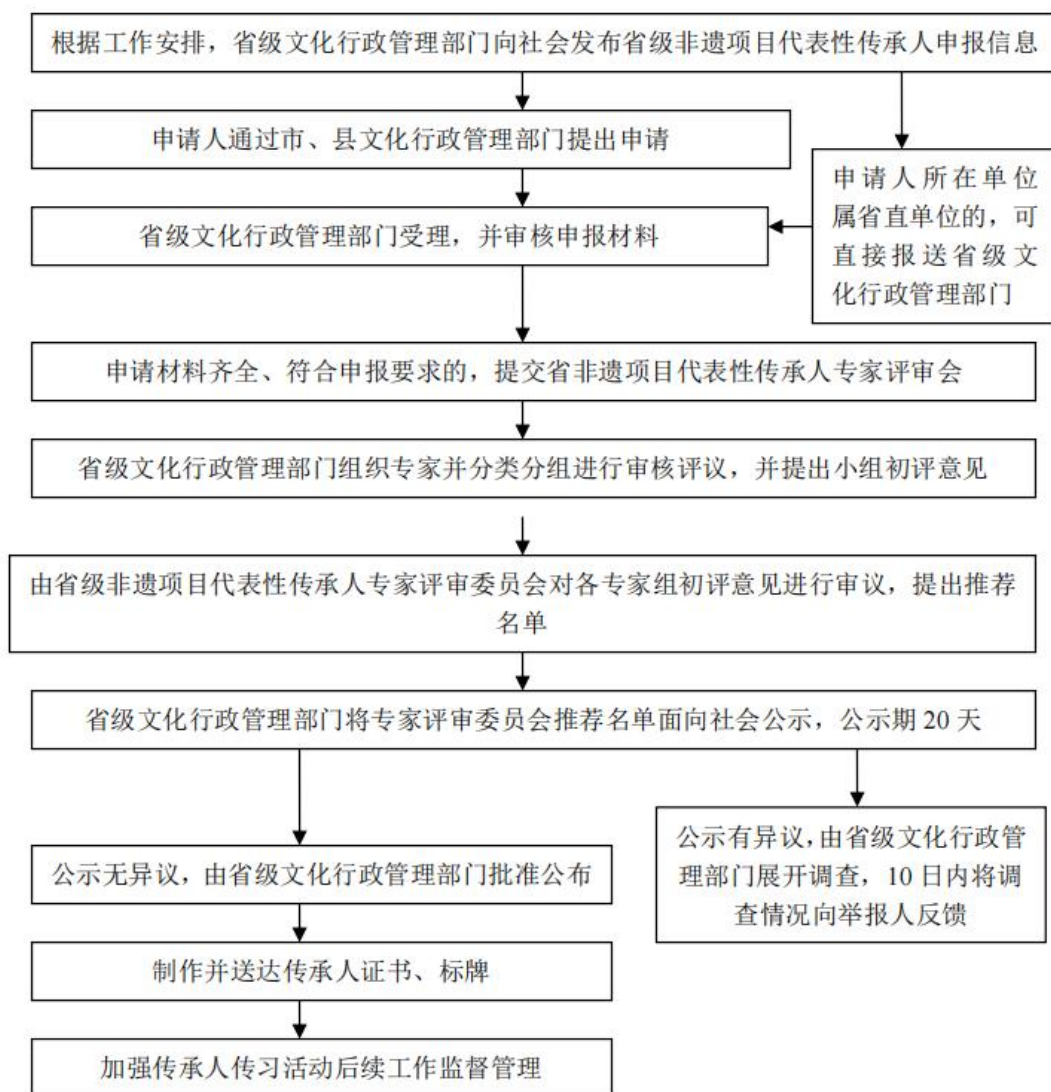 根据工作安排，省级文化行政管理部门向社会发布省级非遗项目代表性传承人申报信息
申请人通过市、县文化行政管理部门提出申请
申请人所在单位
属省直单位的，可
直接报送省级文
化行政管理部门
省级文化行政管理部门受理，并审核申报材料
申请材料齐全、符合申报要求的，提交省非遗项目代表性传承人专家评审会
省级文化行政管理部门组织专家并分类分组进行审核评议，并提出小组初评意见
由省级非遗项目代表性传承人专家评审委员会对各专家组初评意见进行审议，提出推荐
名单
省级文化行政管理部门将专家评审委员会推荐名单面向社会公示，公示期 20 天
公示无异议，由省级文化行政管理部门批准公布
公示有异议，由省级文化行政管
理部门展开调查，10 日内将调
查情况向举报人反馈
制作并送达传承人证书、标牌
加强传承人传习活动后续工作监督管理